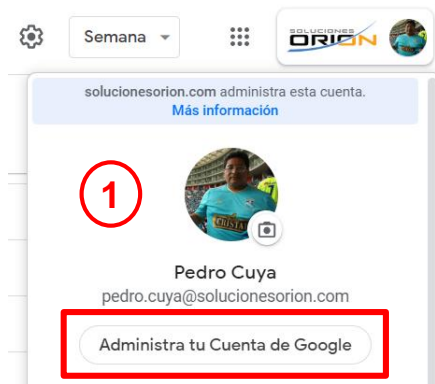 Semana
SOLUCIONES
ORION
solucionesorion.com administra esta cuenta.
Más información
1
CRISTA
Pedro Cuya
pedro.cuya@solucionesorion.com
Administra tu Cuenta de Google